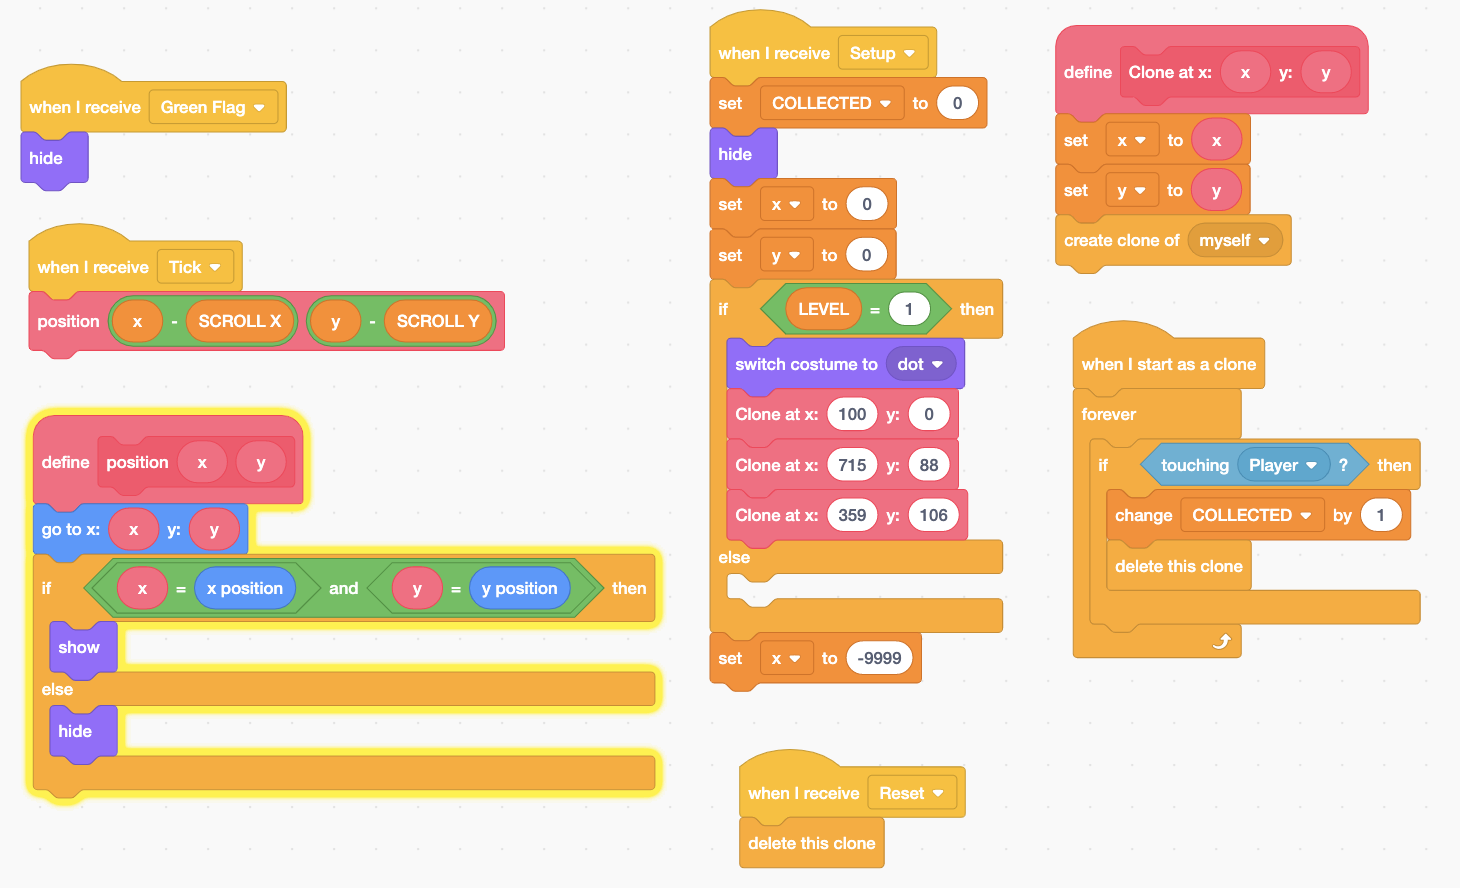 when I receive Green Flag
hide
when I receive Tick
position x - SCROLL X y - SCROLL Y
define position x y
go to x: x y: y
if x = x position and y = y position then
show
else
hide
when I receive Setup
set COLLECTED to 0
hide
set x to 0
set y to 0
if LEVEL = 1 then
switch costume to dot
Clone at x: 100 y: 0
Clone at x: 715 y: 88
Clone at x: 359 y: 106
else
set x to -9999
when I receive Reset
delete this clone
define Clone at x: x y: y
set x to x
set y to y
create clone of myself
when I start as a clone
forever
if touching Player ? then
change COLLECTED by 1
delete this clone